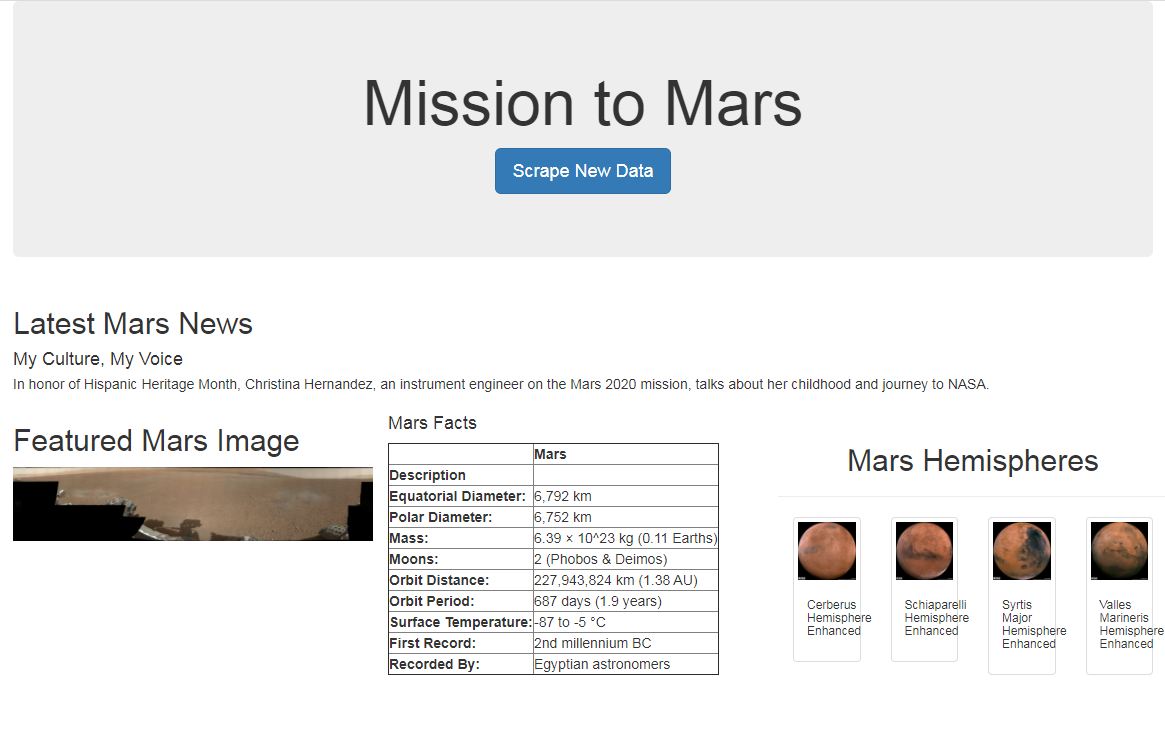 Mission to Mars
Scrape New Data
Latest Mars News
My Culture, My Voice
In honor of Hispanic Heritage Month, Christina Hernandez, an instrument engineer on the Mars 2020 mission, talks about her childhood and journey to NASA.
Featured Mars Image
Mars Facts
Mars
Description
Equatorial Diameter: 6,792 km
Polar Diameter: 6,752 km
Mass: 6.39 × 10^23 kg (0.11 Earths)
Moons: 2 (Phobos & Deimos)
Orbit Distance: 227,943,824 km (1.38 AU)
Orbit Period: 687 days (1.9 years)
Surface Temperature: -87 to -5 °C
First Record: 2nd millennium BC
Recorded By: Egyptian astronomers
Mars Hemispheres
Cerberus
Hemisphere
Enhanced
Schiaparelli
Hemisphere
Enhanced
Syrtis
Major
Hemisphere
Enhanced
Valles
Marineris
Hemisphere
Enhanced